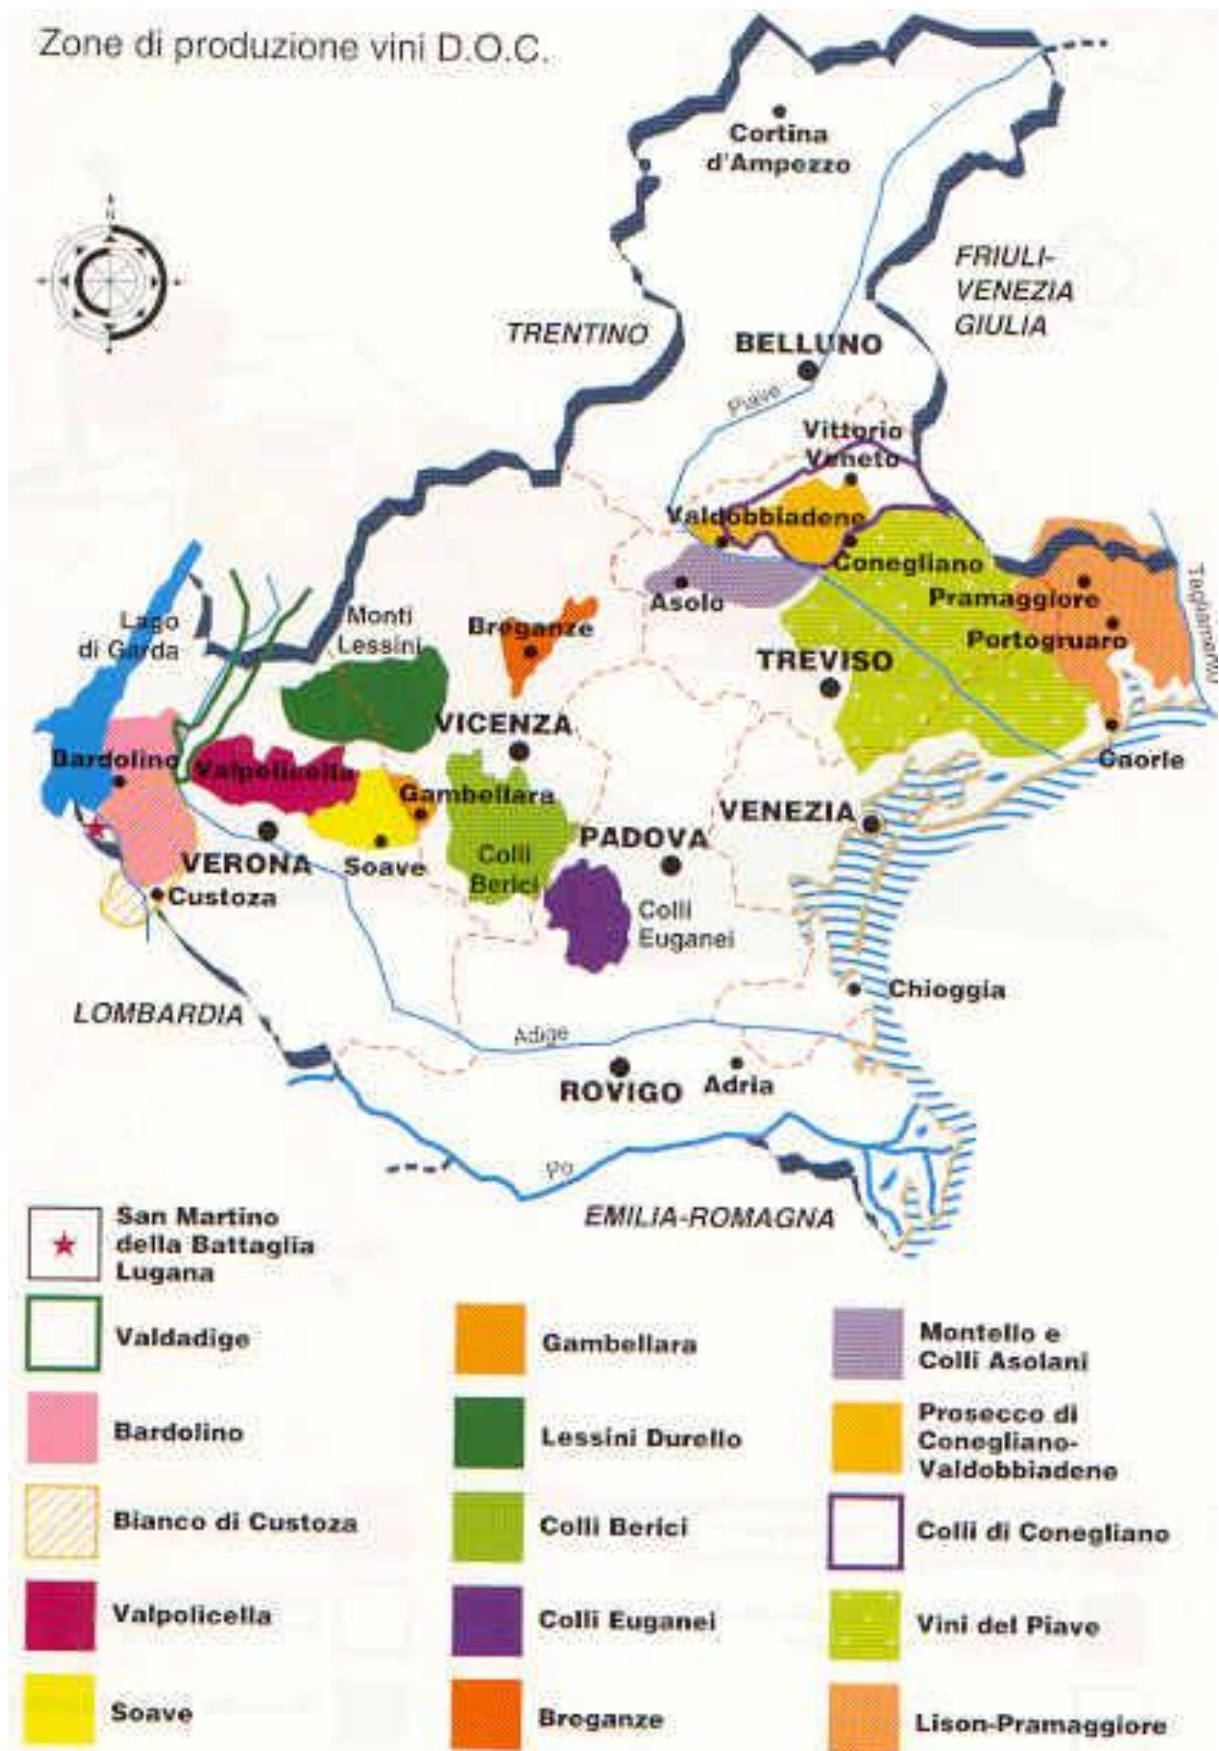 Zone di produzione vini D.O.C.
N
Cortina
d'Ampezzo
FRIULI-
VENEZIA
GIULIA
TRENTINO
BELLUNO
Piave
Vittorio
Veneto
Valdobbiadene
Conegliano
Asolo
Pramaggiore
Portogruaro
Tagliamento
Lago
di Garda
Monti
Lessini
Breganze
TREVISO
VICENZA
Bardolino
Valpolicella
Gambellara
Caorle
VENEZIA
PADOVA
VERONA
Soave
Colli
Berici
Custoza
Colli
Euganei
Chioggia
LOMBARDIA
Adige
ROVIGO
Adria
Po
EMILIA-ROMAGNA
San Martino
della Battaglia
Lugana
Valdadige
Bardolino
Bianco di Custoza
Valpolicella
Soave
Gambellara
Lessini Durello
Colli Berici
Colli Euganei
Breganze
Montello e
Colli Asolani
Prosecco di
Conegliano-
Valdobbiadene
Colli di Conegliano
Vini del Piave
Lison-Pramaggiore